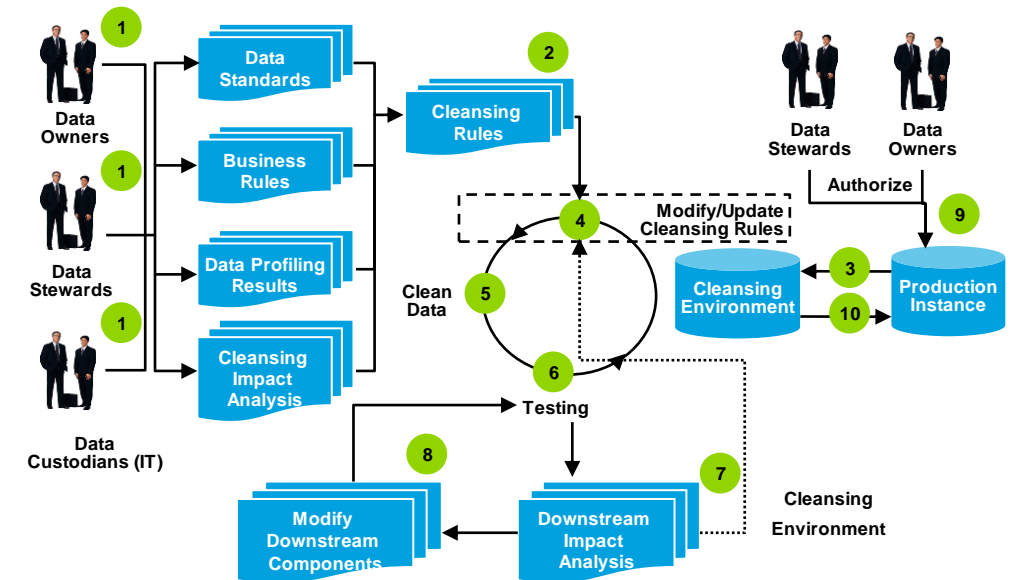 1
Data
Owners
1
Data
Stewards
1
Data
Custodians (IT)
Data
Standards
Business
Rules
Data Profiling
Results
Cleansing
Impact
Analysis
2
Cleansing
Rules
4
Modify/Update
Cleansing Rules
5
Clean
Data
6
Testing
7
Downstream
Impact
Analysis
8
Modify
Downstream
Components
Cleansing
Environment
Data
Stewards
Data
Owners
Authorize
9
3
10
Cleansing
Environment
Production
Instance